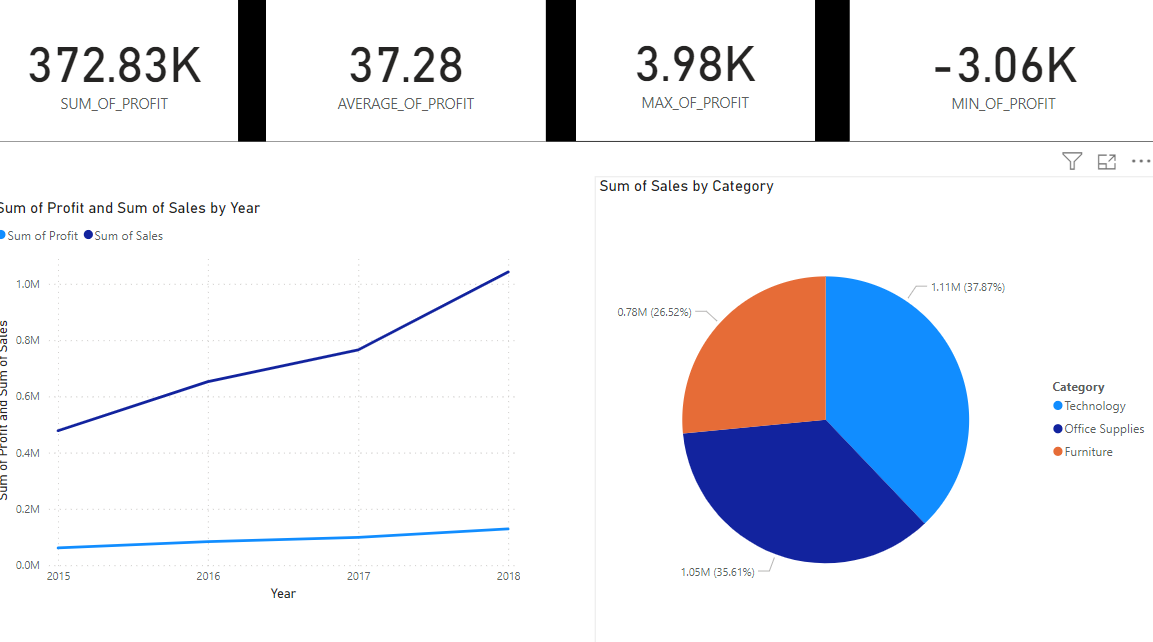 372.83K
SUM_OF_PROFIT
37.28
AVERAGE_OF_PROFIT
3.98K
MAX_OF_PROFIT
-3.06K
MIN_OF_PROFIT
Sum of Profit and Sum of Sales by Year
Sum of Profit Sum of Sales
Sum of Profit and Sum of Sales
1.0M
0.8M
0.6M
0.4M
0.2M
0.0M
2015 2016 2017 2018
Year
Sum of Sales by Category
1.11M (37.87%)
0.78M (26.52%)
1.05M (35.61%)
Category
Technology
Office Supplies
Furniture